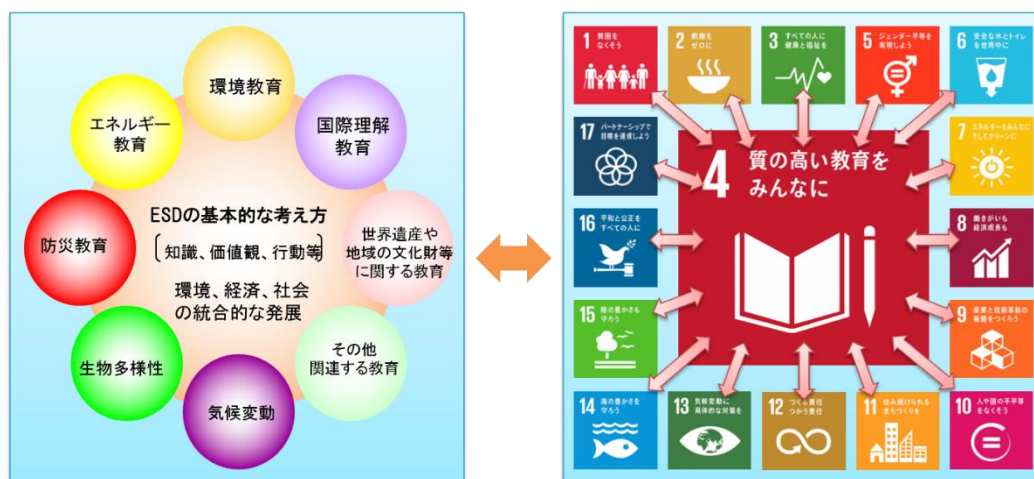 環境教育
国際理解
教育
世界遺産や
地域の文化財等
に関する教育
その他
関連する教育
気候変動
生物多様性
防災教育
エネルギー
教育
ESDの基本的な考え方
知識、価値観、行動等
環境、経済、社会
の統合的な発展
1 貧困を
なくそう
2 飢餓を
ゼロに
3 すべての人に
健康と福祉を
5 ジェンダー平等を
実現しよう
6 安全な水とトイレ
を世界中に
17 パートナーシップで
目標を達成しよう
4 質の高い教育を
みんなに
7 エネルギーをみんなに
そしてクリーンに
16 平和と公正を
すべての人に
8 働きがいも
経済成長も
15 陸の豊かさも
守ろう
9 産業と技術革新の
基盤をつくろう
14 海の豊かさを
守ろう
13 気候変動に
具体的な対策を
12 つくる責任
つかう責任
11 住み続けられる
まちづくりを
10 人や国の不平等
をなくそう